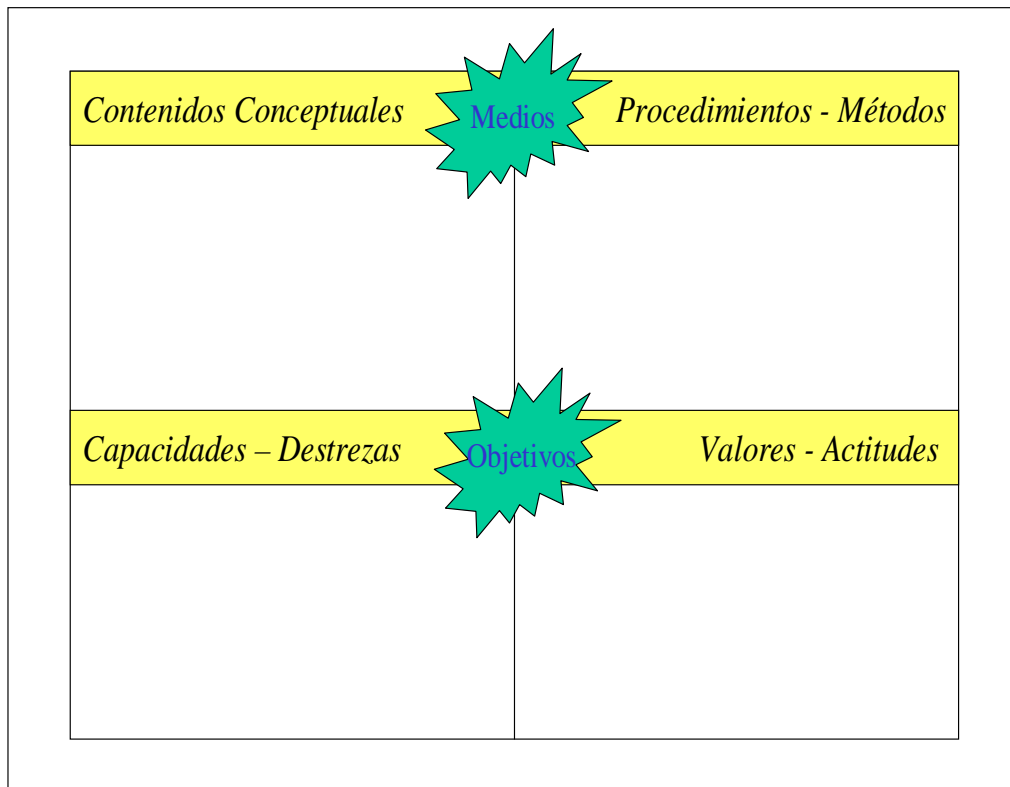 Contenidos Conceptuales Medios Procedimientos - Métodos
Capacidades – Destrezas Objetivos Valores - Actitudes